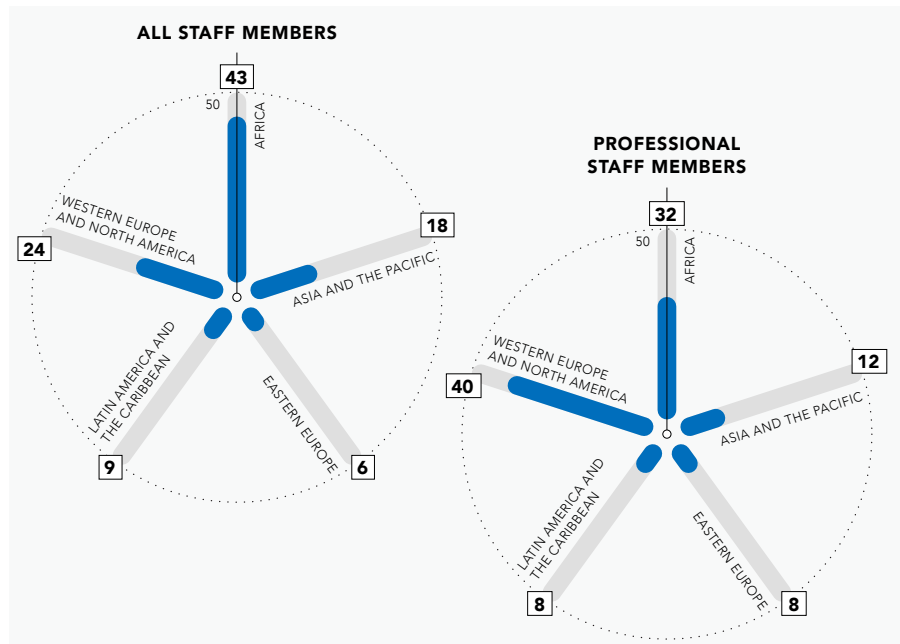 ALL STAFF MEMBERS
43
50
AFRICA
WESTERN EUROPE
AND NORTH AMERICA
24
18
ASIA AND THE PACIFIC
LATIN AMERICA AND
THE CARIBBEAN
EASTERN EUROPE
9
6
PROFESSIONAL
STAFF MEMBERS
32
50
AFRICA
WESTERN EUROPE
AND NORTH AMERICA
40
12
ASIA AND THE PACIFIC
LATIN AMERICA AND
THE CARIBBEAN
EASTERN EUROPE
8
8